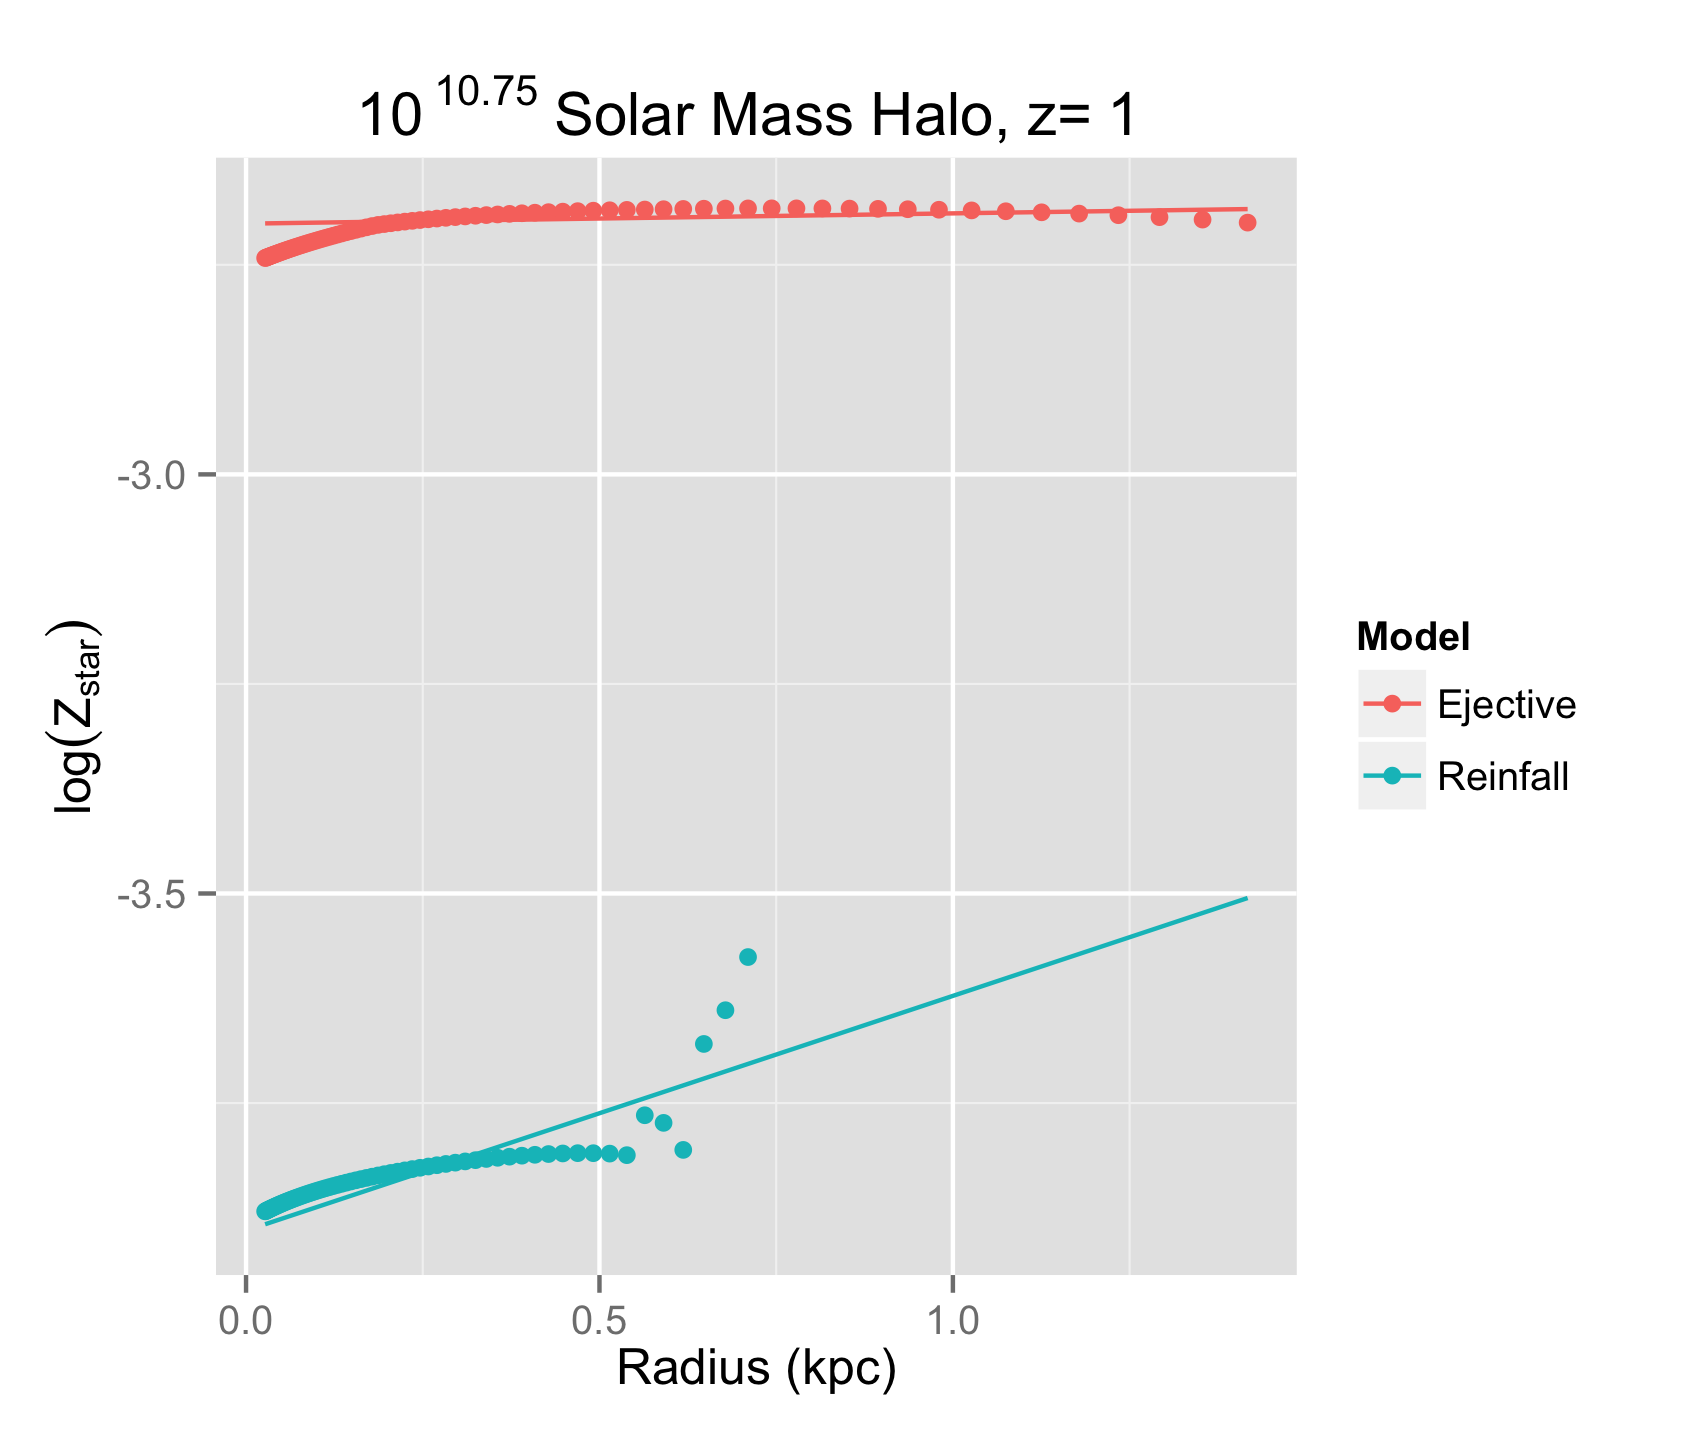 10^10.75 Solar Mass Halo, z= 1
-3.0
-3.5
log(Z_star)
0.0 0.5 1.0
Radius (kpc)
Model
Ejective
Reinfall